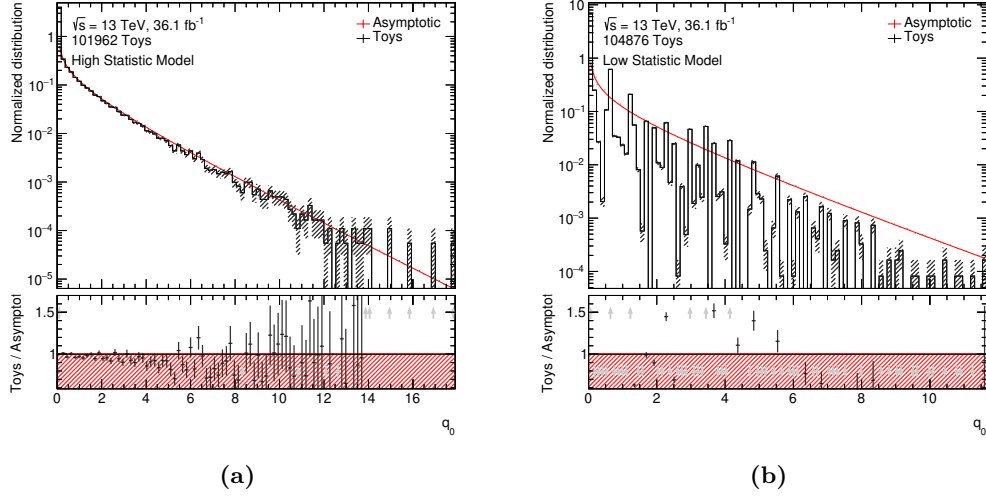 Normalized distribution
√s = 13 TeV, 36.1 fb⁻¹
101962 Toys
High Statistic Model
Asymptotic
Toys
1
10⁻¹
10⁻²
10⁻³
10⁻⁴
10⁻⁵
Toys / Asymptot
1.5
1
0 2 4 6 8 10 12 14 16
q₀
(a)
Normalized distribution
√s = 13 TeV, 36.1 fb⁻¹
104876 Toys
Low Statistic Model
Asymptotic
Toys
10
1
10⁻¹
10⁻²
10⁻³
10⁻⁴
Toys / Asymptot
1.5
1
0 2 4 6 8 10
q₀
(b)